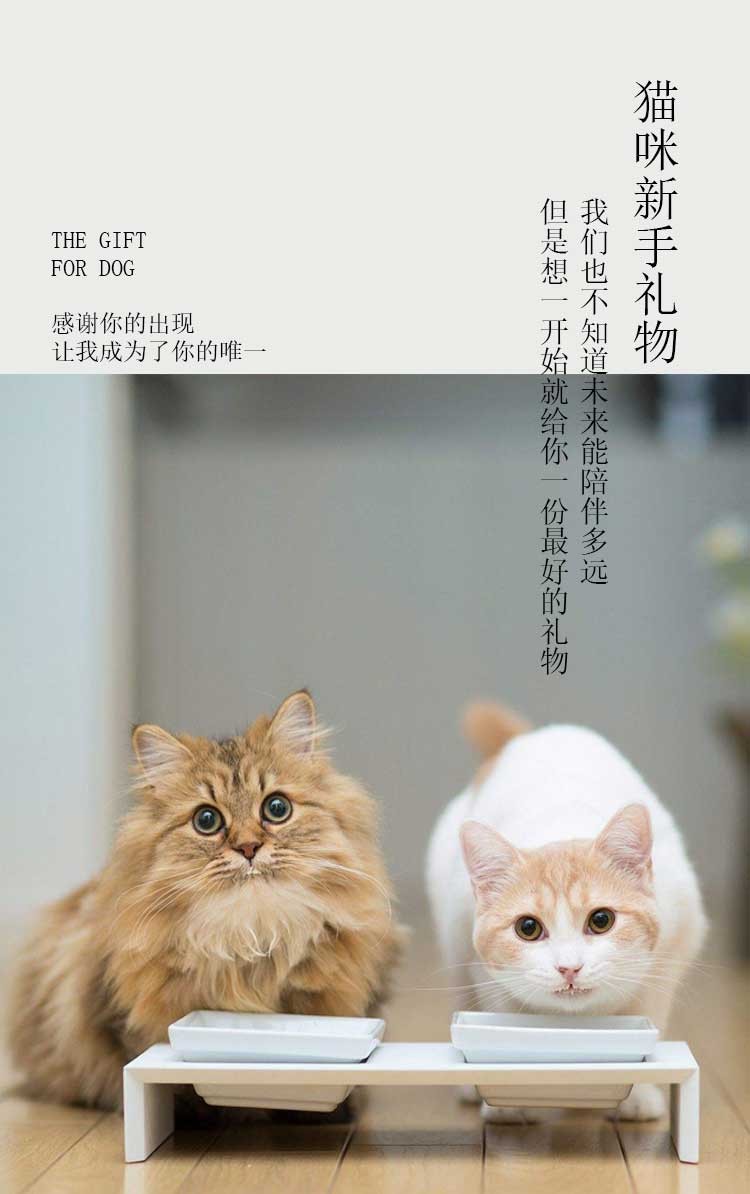 猫咪新手礼物
我们也不知道未来能陪伴多远
但是想一开始就给你一份最好的礼物
THE GIFT
FOR DOG
感谢你的出现
让我成为了你的唯一